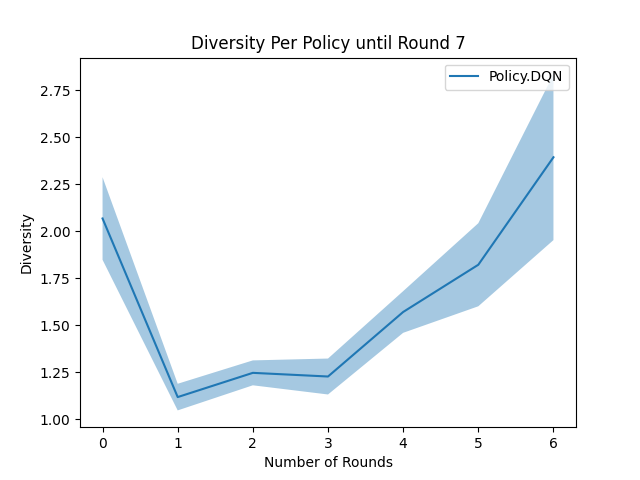 Diversity Per Policy until Round 7
Policy.DQN
2.75
2.50
2.25
2.00
1.75
1.50
1.25
1.00
Diversity
0 1 2 3 4 5 6
Number of Rounds